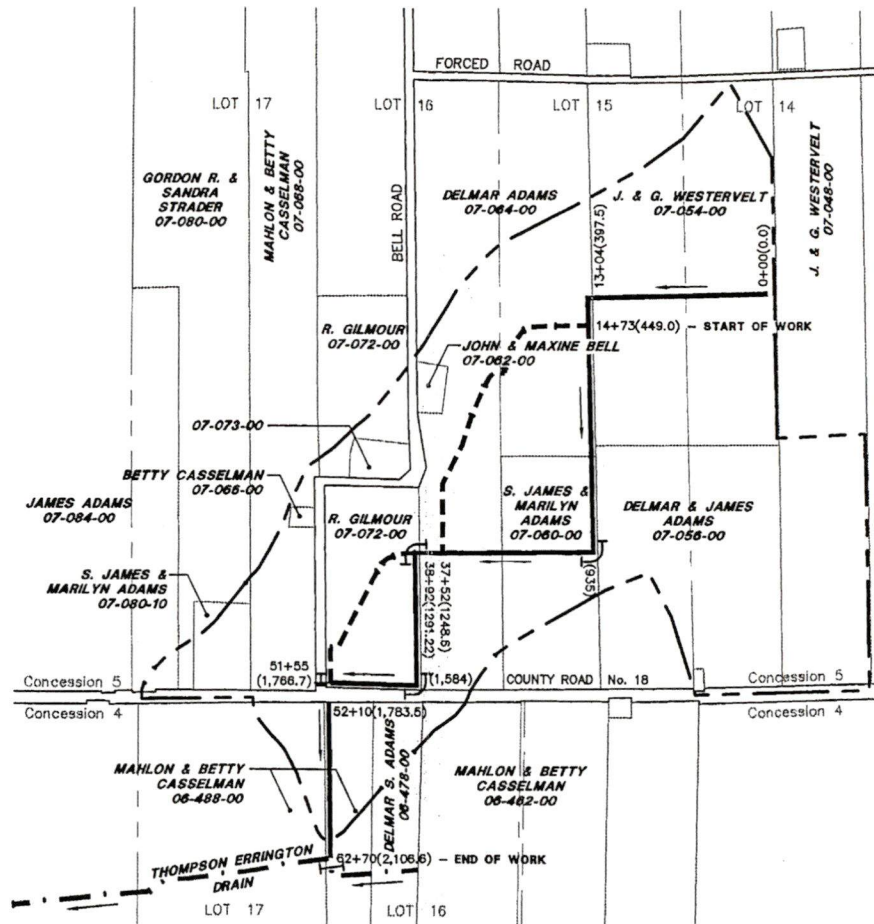 FORCED ROAD
LOT 17
LOT 16
LOT 15
LOT 14
GORDON R. &
SANDRA
STRADER
07-080-00
MAHLON & BETTY
CASSELMAN
07-068-00
BELL ROAD
DELMAR ADAMS
07-064-00
J. & G. WESTERVELT
07-054-00
J. & G. WESTERVELT
07-048-00
13+04(397.5)
0+00(0.0)
R. GILMOUR
07-072-00
14+73(449.0) – START OF WORK
JOHN & MAXINE BELL
07-062-00
07-073-00
BETTY CASSELMAN
07-066-00
JAMES ADAMS
07-084-00
R. GILMOUR
07-072-00
S. JAMES &
MARILYN
ADAMS
07-060-00
DELMAR & JAMES
ADAMS
07-056-00
S. JAMES &
MARILYN ADAMS
07-080-10
38+92(1291.22)
37+52(1248.6)
(935)
51+55
(1,766.7)
(1,584)
COUNTY ROAD No. 18
Concession 5
Concession 5
Concession 4
Concession 4
52+10(1,783.5)
MAHLON & BETTY
CASSELMAN
06-488-00
DELMAR S. ADAMS
06-478-00
MAHLON & BETTY
CASSELMAN
06-462-00
62+70(2,106.6) – END OF WORK
THOMPSON ERRINGTON
DRAIN
LOT 17
LOT 16